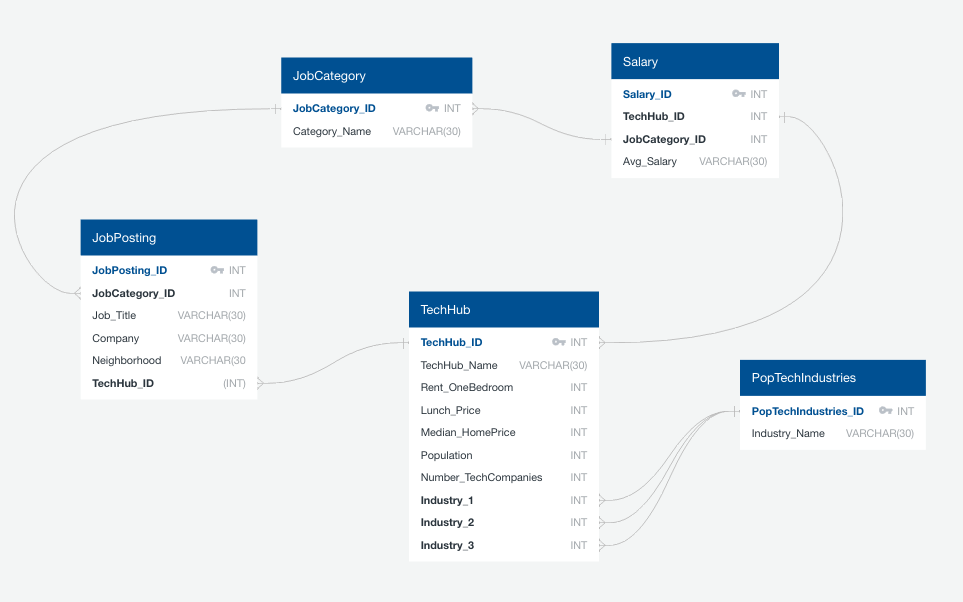 JobCategory
JobCategory_ID INT
Category_Name VARCHAR(30)
Salary
Salary_ID INT
TechHub_ID INT
JobCategory_ID INT
Avg_Salary VARCHAR(30)
JobPosting
JobPosting_ID INT
JobCategory_ID INT
Job_Title VARCHAR(30)
Company VARCHAR(30)
Neighborhood VARCHAR(30
TechHub_ID (INT)
TechHub
TechHub_ID INT
TechHub_Name VARCHAR(30)
Rent_OneBedroom INT
Lunch_Price INT
Median_HomePrice INT
Population INT
Number_TechCompanies INT
Industry_1 INT
Industry_2 INT
Industry_3 INT
PopTechIndustries
PopTechIndustries_ID INT
Industry_Name VARCHAR(30)